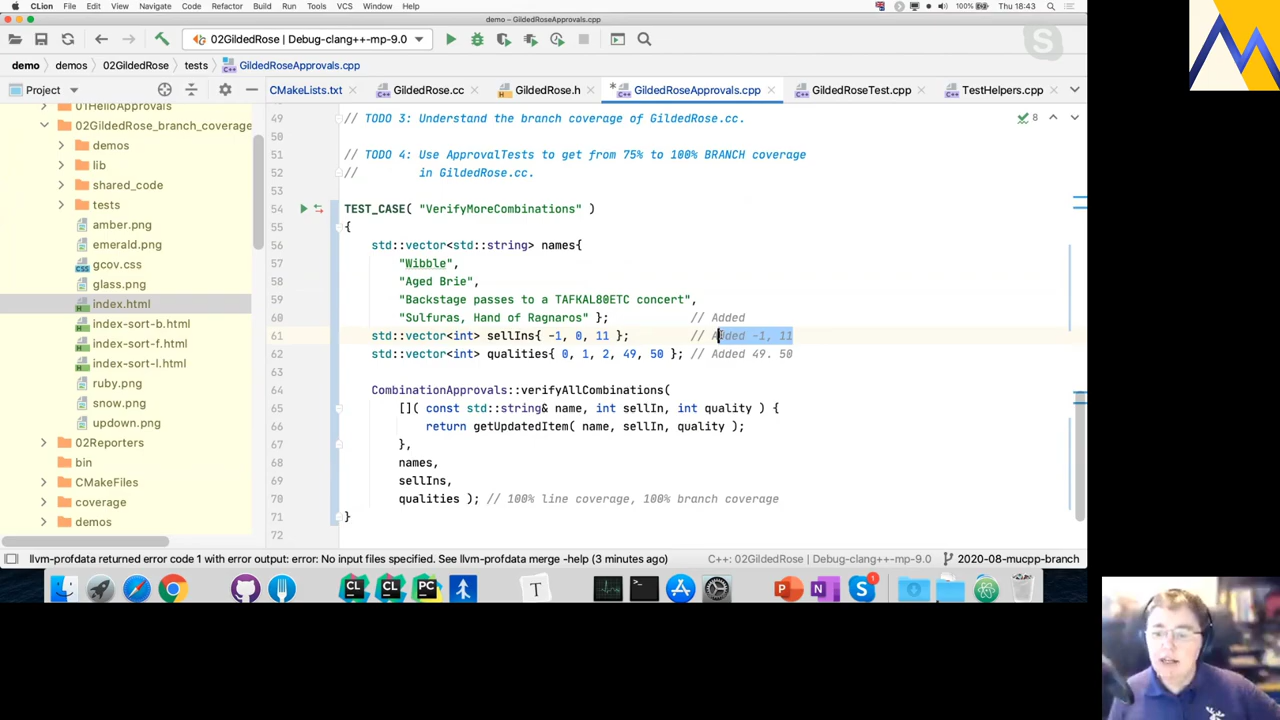 CLion File Edit View Navigate Code Refactor Build Run Tools VCS Window Help 100% Thu 18:43
demo – GildedRoseApprovals.cpp
02GildedRose | Debug-clang++-mp-9.0
demo demos 02GildedRose tests GildedRoseApprovals.cpp
Project CMakeLists.txt GildedRose.cc GildedRose.h GildedRoseApprovals.cpp GildedRoseTest.cpp TestHelpers.cpp
01HelloApprovals
02GildedRose_branch_coverage
demos
lib
shared_code
tests
amber.png
emerald.png
gcov.css
glass.png
index.html
index-sort-b.html
index-sort-f.html
index-sort-l.html
ruby.png
snow.png
updown.png
02Reporters
bin
CMakeFiles
coverage
demos
49 // TODO 3: Understand the branch coverage of GildedRose.cc.
50
51 // TODO 4: Use ApprovalTests to get from 75% to 100% BRANCH coverage
52 // in GildedRose.cc.
53
54 TEST_CASE( "VerifyMoreCombinations" )
55 {
56 std::vector<std::string> names{
57 "Wibble",
58 "Aged Brie",
59 "Backstage passes to a TAFKAL80ETC concert",
60 "Sulfuras, Hand of Ragnaros" }; // Added
61 std::vector<int> sellIns{ -1, 0, 11 }; // Added -1, 11
62 std::vector<int> qualities{ 0, 1, 2, 49, 50 }; // Added 49. 50
63
64 CombinationApprovals::verifyAllCombinations(
65 []( const std::string& name, int sellIn, int quality ) {
66 return getUpdatedItem( name, sellIn, quality );
67 },
68 names,
69 sellIns,
70 qualities ); // 100% line coverage, 100% branch coverage
71 }
72
8
llvm-profdata returned error code 1 with error output: error: No input files specified. See llvm-profdata merge -help (3 minutes ago) C++: 02GildedRose | Debug-clang++-mp-9.0 2020-08-mucpp-branch
CL CL PC T P N S 1